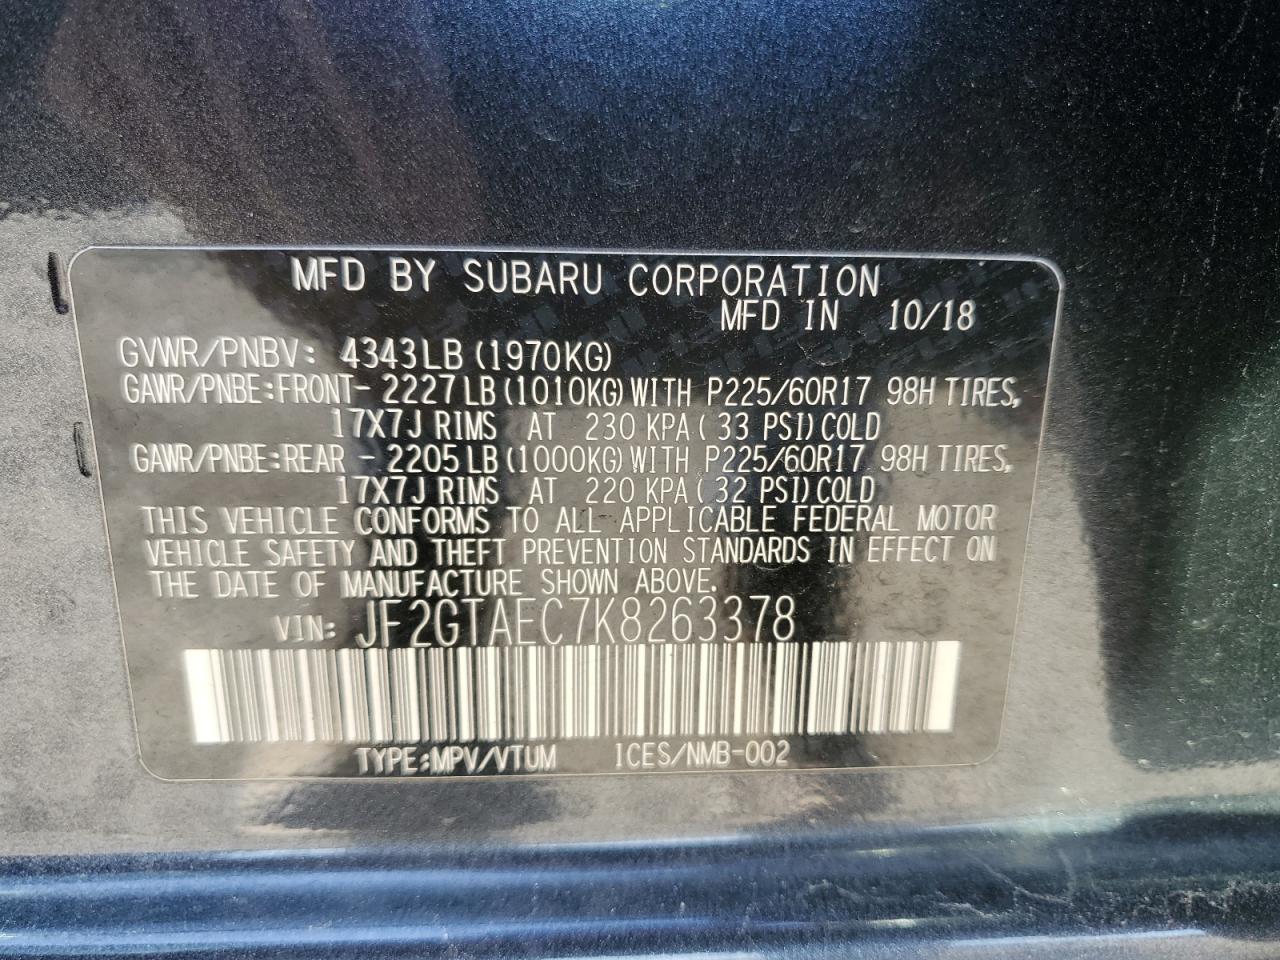 MFD BY SUBARU CORPORATION
MFD IN 10/18
GVWR/PNBV: 4343LB (1970KG)
GAWR/PNBE:FRONT- 2227LB (1010KG) WITH P225/60R17 98H TIRES,
17X7J RIMS AT 230 KPA (33 PSI) COLD
GAWR/PNBE:REAR - 2205LB (1000KG) WITH P225/60R17 98H TIRES,
17X7J RIMS AT 220 KPA (32 PSI) COLD
THIS VEHICLE CONFORMS TO ALL APPLICABLE FEDERAL MOTOR
VEHICLE SAFETY AND THEFT PREVENTION STANDARDS IN EFFECT ON
THE DATE OF MANUFACTURE SHOWN ABOVE.
VIN: JF2GTAEC7K8263378
TYPE:MPV/VTUM ICES/NMB-002